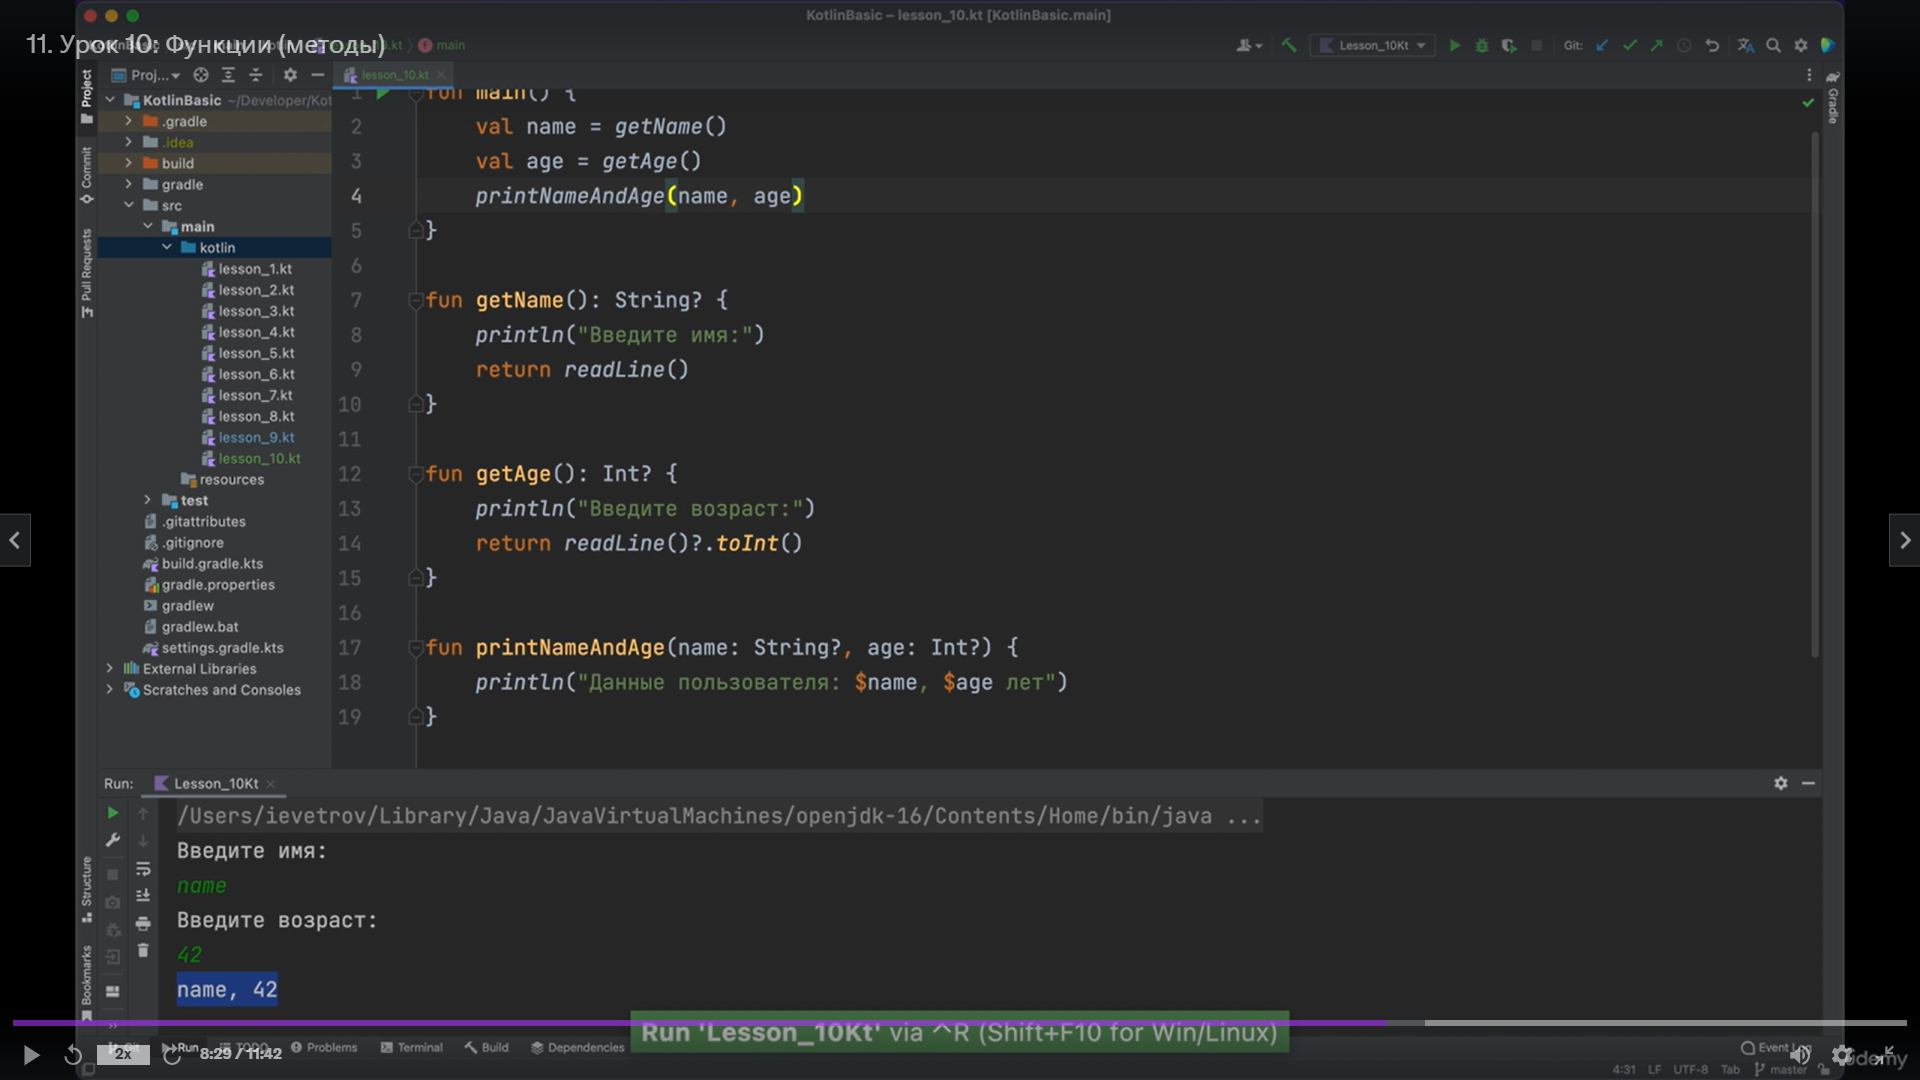 KotlinBasic – lesson_10.kt [KotlinBasic.main]
11. Урок 10: Функции (методы)
main
Lesson_10Kt
Git:
Project
Proj...
lesson_10.kt
Gradle
KotlinBasic ~/Developer/Kot
.gradle
.idea
build
gradle
src
main
kotlin
lesson_1.kt
lesson_2.kt
lesson_3.kt
lesson_4.kt
lesson_5.kt
lesson_6.kt
lesson_7.kt
lesson_8.kt
lesson_9.kt
lesson_10.kt
resources
test
.gitattributes
.gitignore
build.gradle.kts
gradle.properties
gradlew
gradlew.bat
settings.gradle.kts
External Libraries
Scratches and Consoles
Commit
Pull Requests
1 fun main() {
2 val name = getName()
3 val age = getAge()
4 printNameAndAge(name, age)
5 }
6
7 fun getName(): String? {
8 println("Введите имя:")
9 return readLine()
10 }
11
12 fun getAge(): Int? {
13 println("Введите возраст:")
14 return readLine()?.toInt()
15 }
16
17 fun printNameAndAge(name: String?, age: Int?) {
18 println("Данные пользователя: $name, $age лет")
19 }
Run: Lesson_10Kt
/Users/ievetrov/Library/Java/JavaVirtualMachines/openjdk-16/Contents/Home/bin/java ...
Введите имя:
name
Введите возраст:
42
name, 42
Structure
Bookmarks
Run 'Lesson_10Kt' via ^R (Shift+F10 for Win/Linux)
Git Run TODO Problems Terminal Build Dependencies
2x
8:29 / 11:42
Event Log
4:31 LF UTF-8 Tab master
udemy